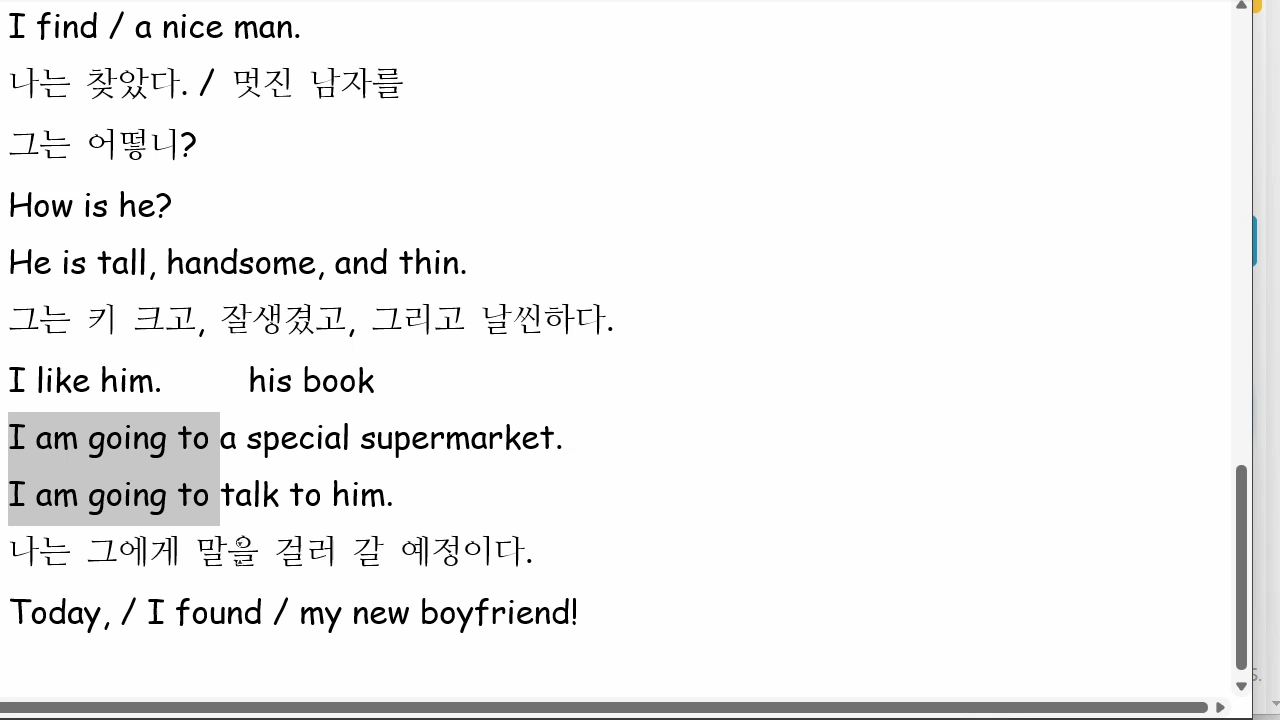 I find / a nice man.
나는 찾았다. / 멋진 남자를
그는 어떻니?
How is he?
He is tall, handsome, and thin.
그는 키 크고, 잘생겼고, 그리고 날씬하다.
I like him. his book
I am going to a special supermarket.
I am going to talk to him.
나는 그에게 말을 걸러 갈 예정이다.
Today, / I found / my new boyfriend!